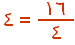 ٤ = ١٦
٤